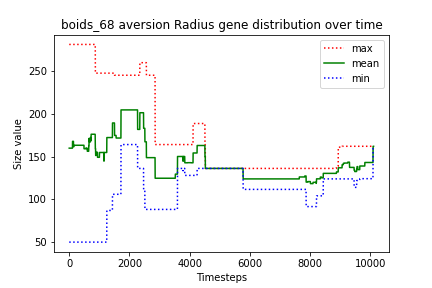 boids_68 aversion Radius gene distribution over time
max
mean
min
Size value
250
200
150
100
50
0
2000
4000
6000
8000
10000
Timesteps